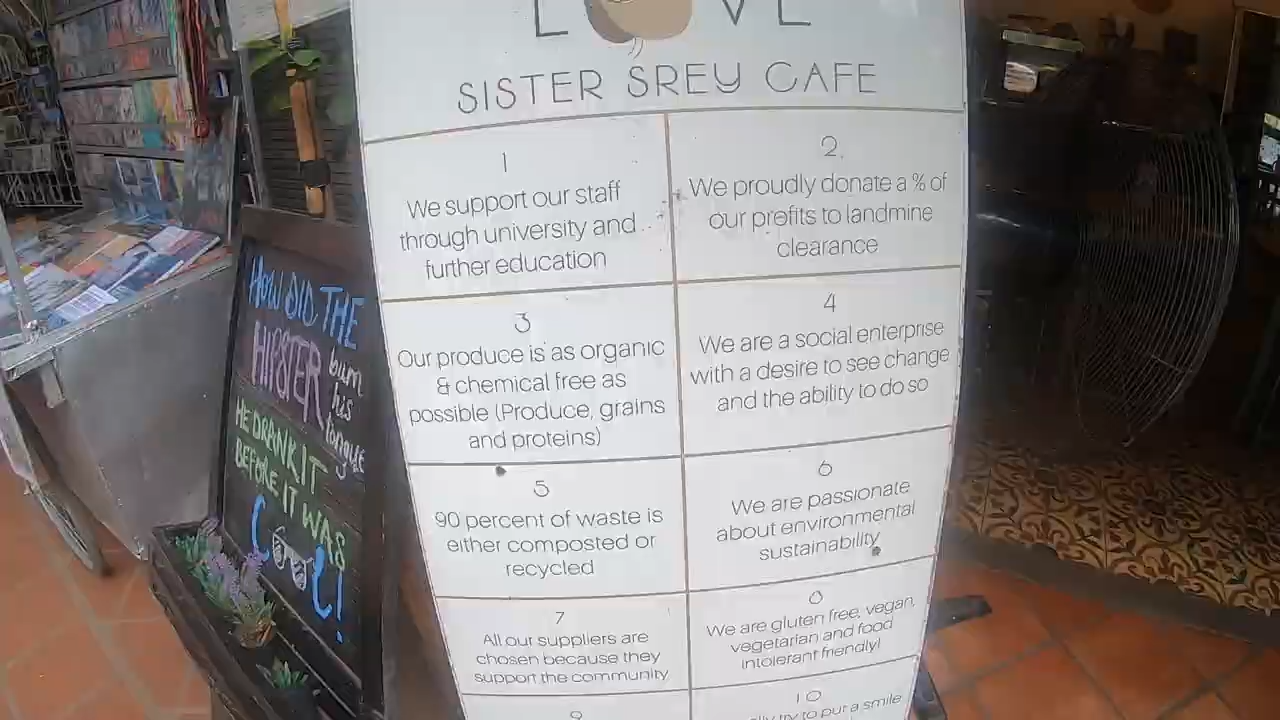 LOVE
SISTER SREY CAFE
1
We support our staff
through university and
further education
2.
We proudly donate a % of
our profits to landmine
clearance
3
Our produce is as organic
& chemical free as
possible (Produce, grains
and proteins)
4
We are a social enterprise
with a desire to see change
and the ability to do so
5
90 percent of waste is
either composted or
recycled
6
We are passionate
about environmental
sustainability
7
All our suppliers are
chosen because they
support the community
8
We are gluten free, vegan,
vegetarian and food
intolerant friendly!
9
10
try to put a smile
HOW DID THE
HIPSTER burn
his
tongue
HE DRANK IT
BEFORE IT WAS
COOL!